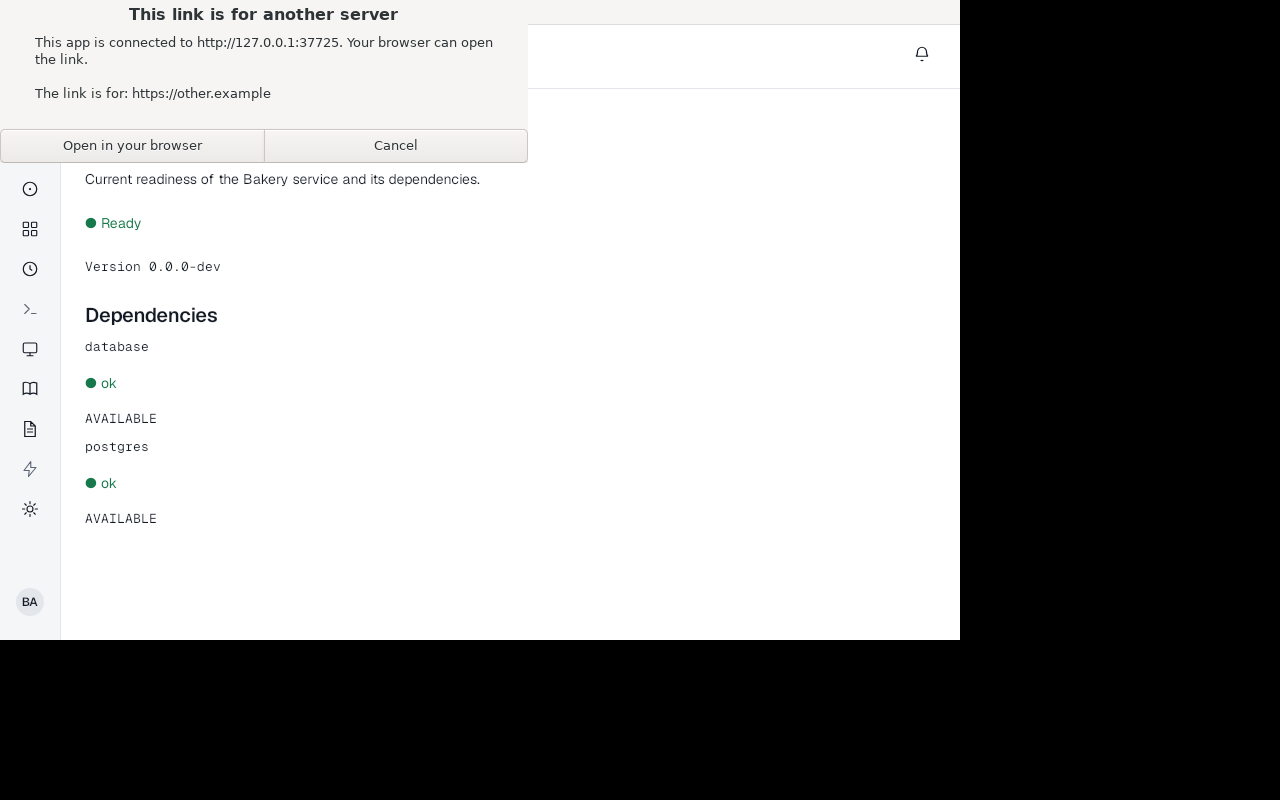 This link is for another server
This app is connected to http://127.0.0.1:37725. Your browser can open
the link.
The link is for: https://other.example
Open in your browser
Cancel
Current readiness of the Bakery service and its dependencies.
Ready
Version 0.0.0-dev
Dependencies
database
ok
AVAILABLE
postgres
ok
AVAILABLE
BA